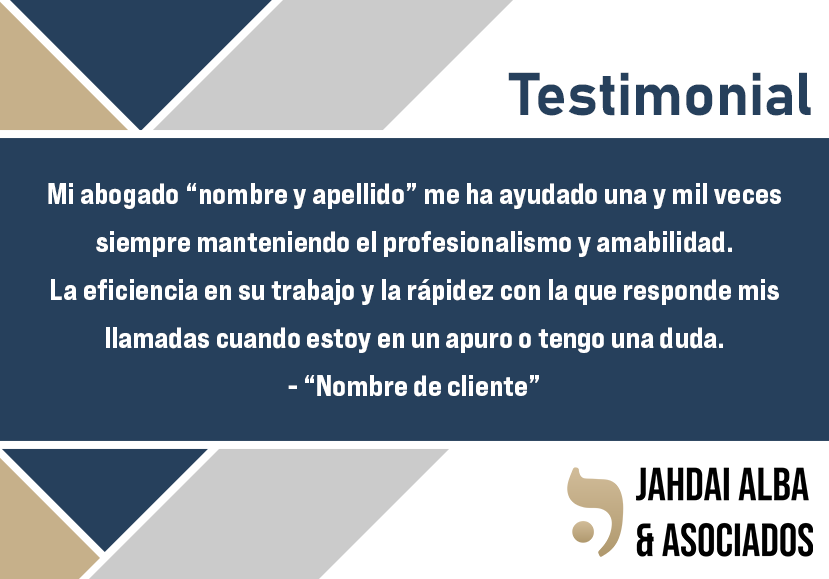 Testimonial
Mi abogado “nombre y apellido” me ha ayudado una y mil veces
siempre manteniendo el profesionalismo y amabilidad.
La eficiencia en su trabajo y la rápidez con la que responde mis
llamadas cuando estoy en un apuro o tengo una duda.
- “Nombre de cliente”
JAHDAI ALBA
& ASOCIADOS